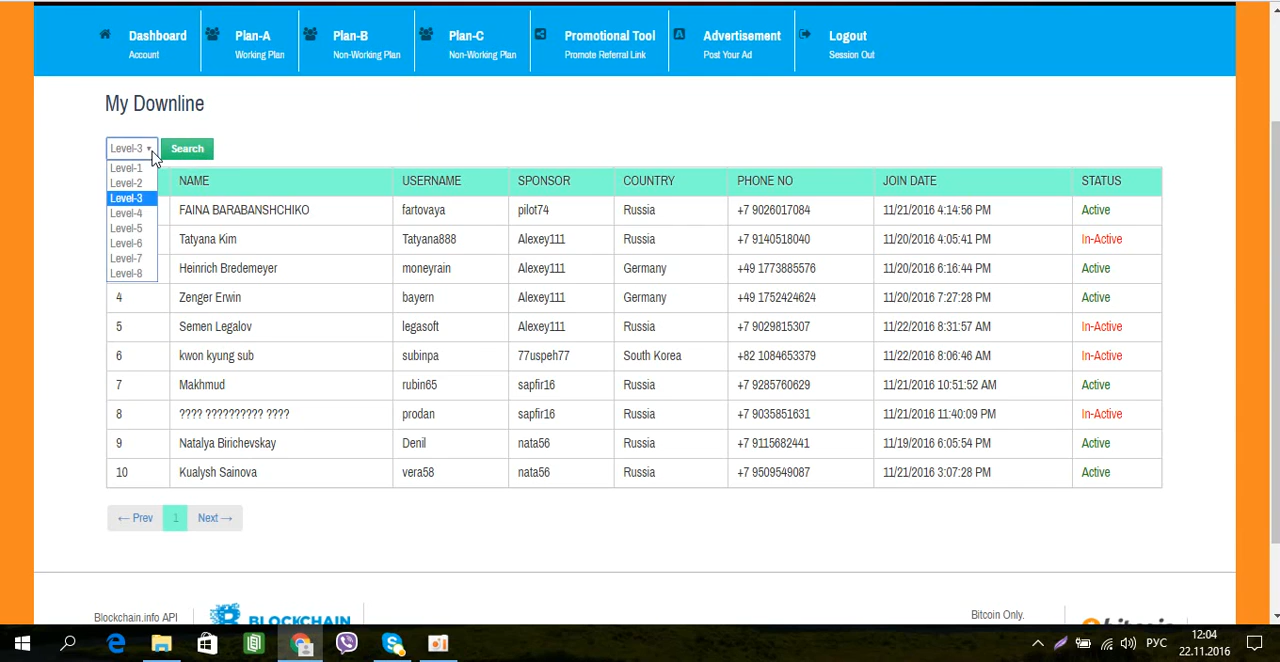 Dashboard Plan-A Plan-B Plan-C Promotional Tool Advertisement Logout
Account Working Plan Non-Working Plan Non-Working Plan Promote Referral Link Post Your Ad Session Out
My Downline
Level-3 Search
Level-1
Level-2
Level-3
Level-4
Level-5
Level-6
Level-7
Level-8
NAME USERNAME SPONSOR COUNTRY PHONE NO JOIN DATE STATUS
FAINA BARABANSHCHIKO fartovaya pilot74 Russia +7 9026017084 11/21/2016 4:14:56 PM Active
Tatyana Kim Tatyana888 Alexey111 Russia +7 9140518040 11/20/2016 4:05:41 PM In-Active
Heinrich Bredemeyer moneyrain Alexey111 Germany +49 1773885576 11/20/2016 6:16:44 PM Active
4 Zenger Erwin bayern Alexey111 Germany +49 1752424624 11/20/2016 7:27:28 PM Active
5 Semen Legalov legasoft Alexey111 Russia +7 9029815307 11/22/2016 8:31:57 AM In-Active
6 kwon kyung sub subinpa 77uspeh77 South Korea +82 1084653379 11/22/2016 8:06:46 AM In-Active
7 Makhmud rubin65 sapfir16 Russia +7 9285760629 11/21/2016 10:51:52 AM Active
8 ???? ?????????? ???? prodan sapfir16 Russia +7 9035851631 11/21/2016 11:40:09 PM In-Active
9 Natalya Birichevskay Denil nata56 Russia +7 9115682441 11/19/2016 6:05:54 PM Active
10 Kualysh Sainova vera58 nata56 Russia +7 9509549087 11/21/2016 3:07:28 PM Active
← Prev 1 Next →
Blockchain.info API BLOCKCHAIN Bitcoin Only. bitcoin
РУС 12:04
22.11.2016